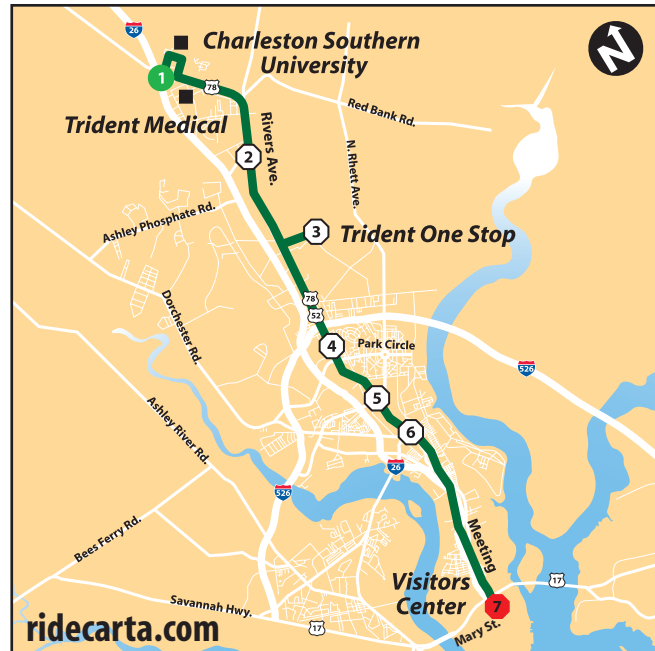 26
Charleston Southern
University
N
1
78
Trident Medical
Red Bank Rd.
Rivers Ave.
2
N. Rhett Ave.
Ashley Phosphate Rd.
3
Trident One Stop
Dorchester Rd.
78
52
4
Park Circle
526
Ashley River Rd.
5
6
26
526
Bees Ferry Rd.
Meeting
Visitors
Center
17
7
Savannah Hwy.
17
Mary St.
ridecarta.com